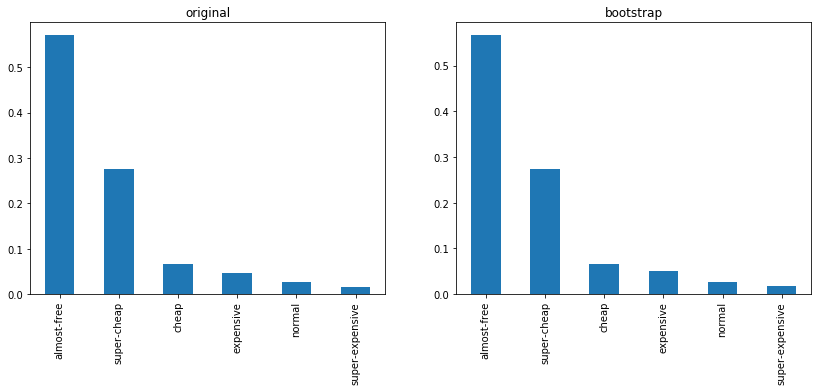 original
0.5
0.4
0.3
0.2
0.1
0.0
almost-free
super-cheap
cheap
expensive
normal
super-expensive
bootstrap
0.5
0.4
0.3
0.2
0.1
0.0
almost-free
super-cheap
cheap
expensive
normal
super-expensive